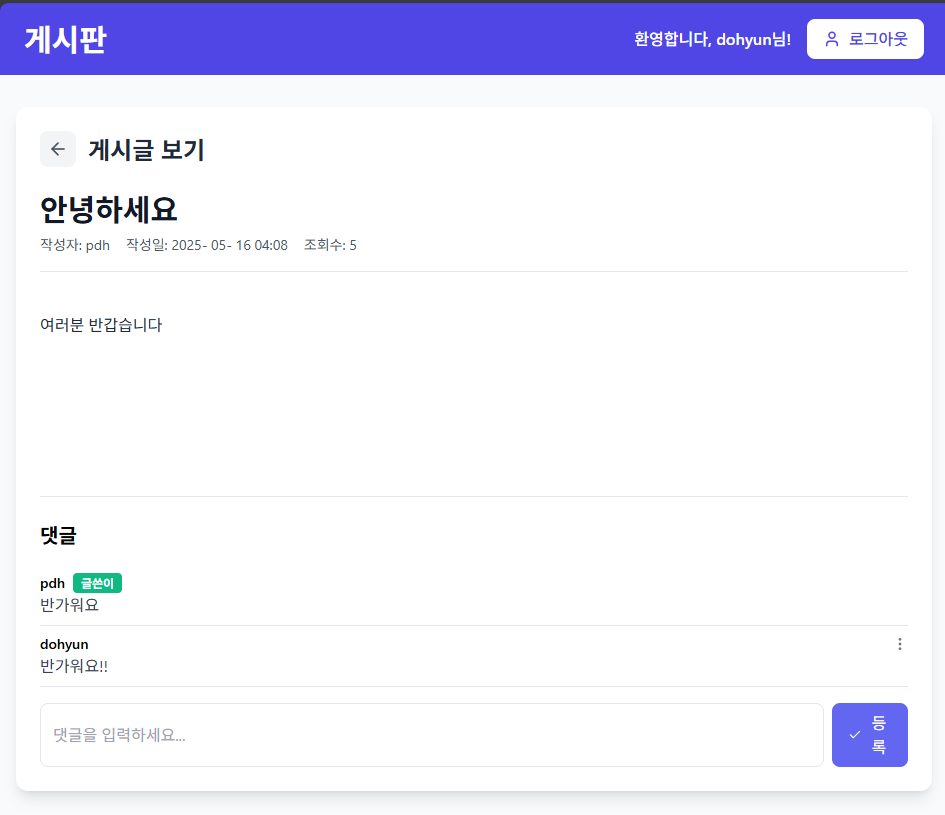 게시판
환영합니다, dohyun님! 로그아웃
게시글 보기
안녕하세요
작성자: pdh 작성일: 2025- 05- 16 04:08 조회수: 5
여러분 반갑습니다
댓글
pdh 글쓴이
반가워요
dohyun
반가워요!!
댓글을 입력하세요...
등
록